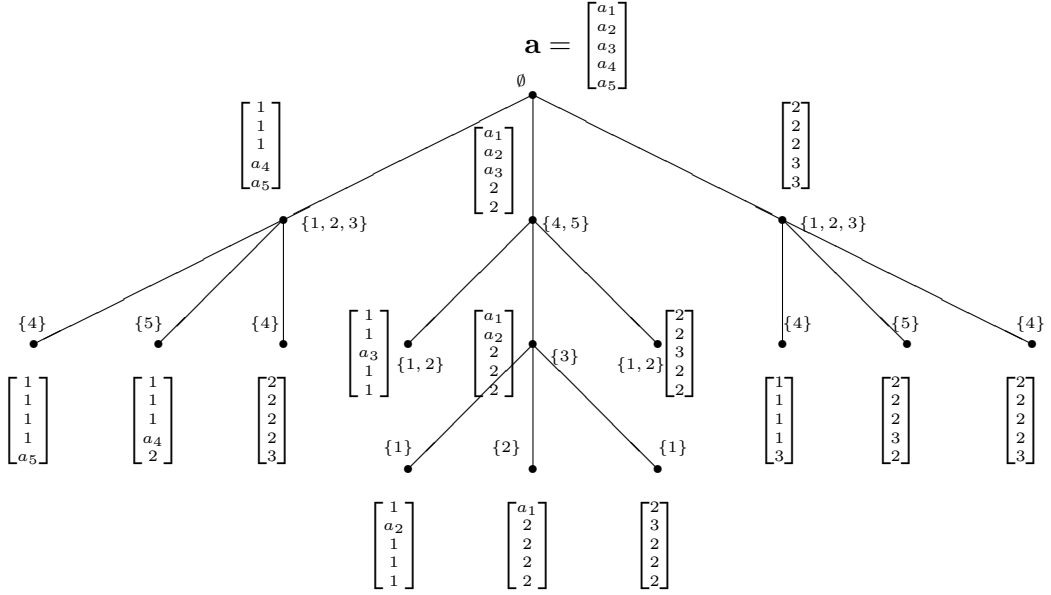 a = [a₁ a₂ a₃ a₄ a₅]
∅
[1 1 1 a₄ a₅]
[a₁ a₂ a₃ 2 2]
[2 2 2 3 3]
{1, 2, 3}
{4, 5}
{1, 2, 3}
{4}
{5}
{4}
[1 1 a₃ 1 1]
{1, 2}
[a₁ a₂ 2 2 2]
{3}
{1, 2}
[2 2 3 2 2]
{4}
{5}
{4}
[1 1 1 1 a₅]
[1 1 1 a₄ 2]
[2 2 2 2 3]
{1}
{2}
{1}
[1 1 1 1 3]
[2 2 2 3 2]
[2 2 2 2 3]
[1 a₂ 1 1 1]
[a₁ 2 2 2 2]
[2 3 2 2 2]